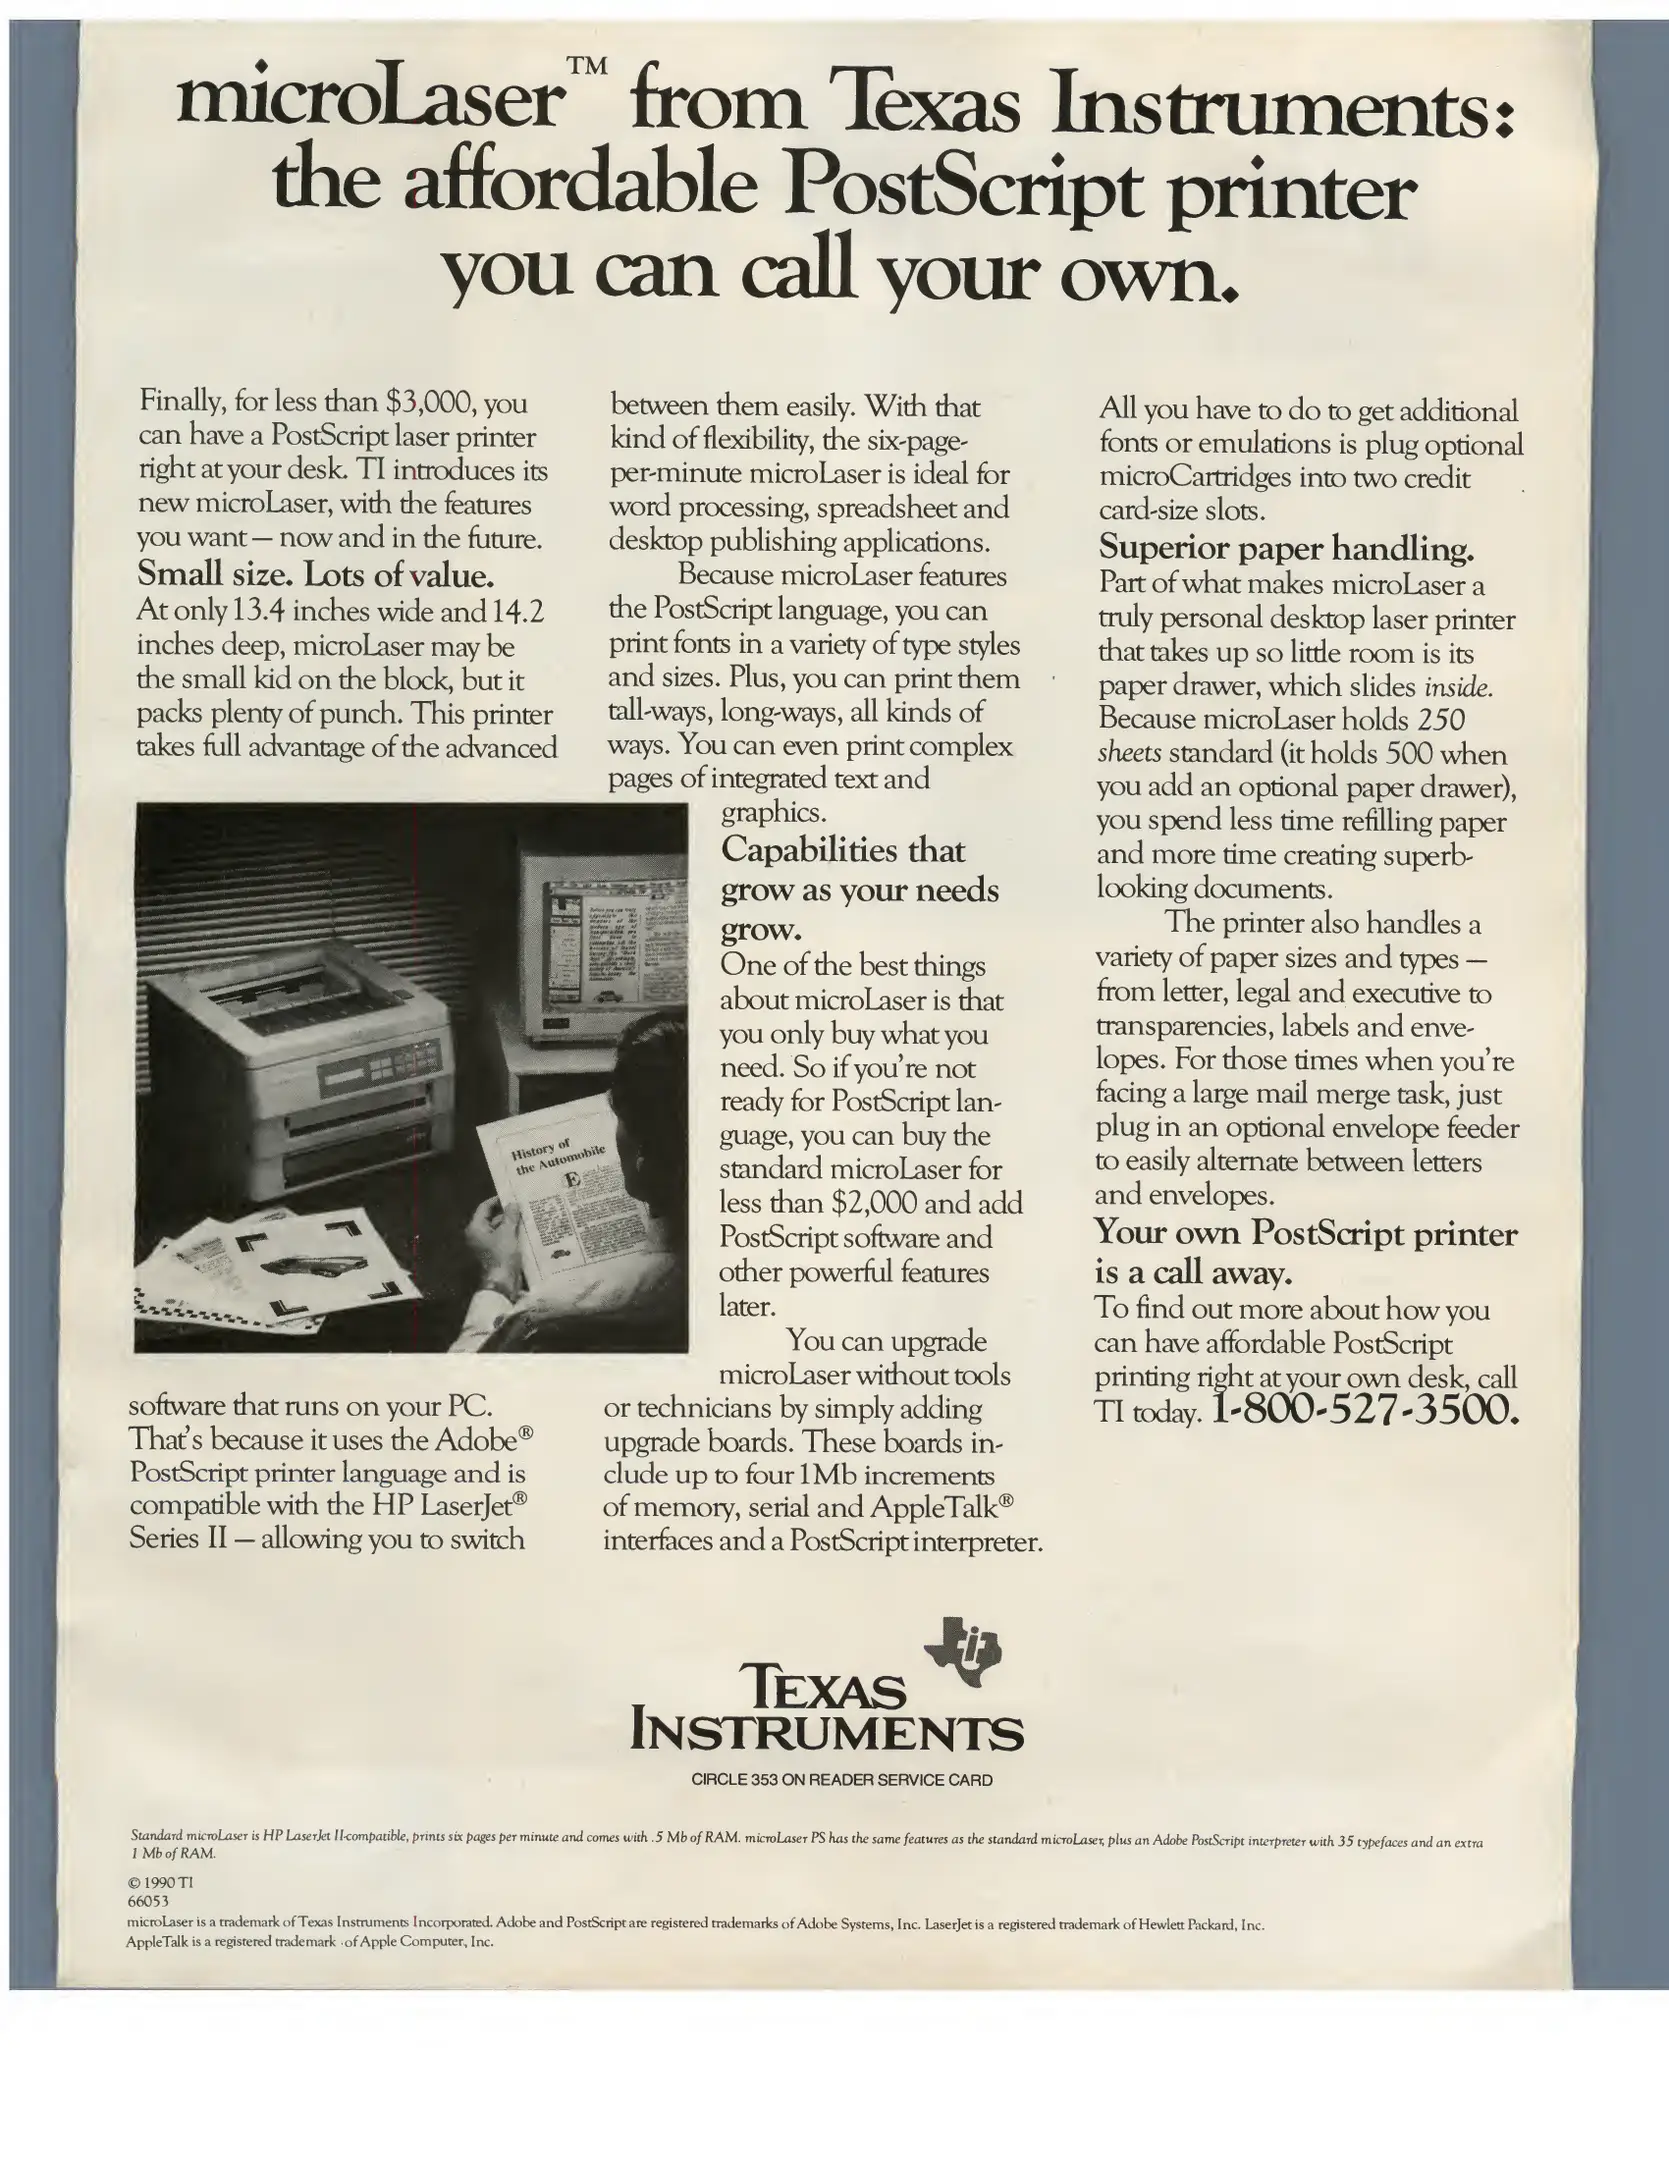 microLaser™ from Texas Instruments:
the affordable PostScript printer
you can call your own.
Finally, for less than $3,000, you
can have a PostScript laser printer
right at your desk. TI introduces its
new microLaser, with the features
you want — now and in the future.
Small size. Lots of value.
At only 13.4 inches wide and 14.2
inches deep, microLaser may be
the small kid on the block, but it
packs plenty of punch. This printer
takes full advantage of the advanced
History of
the Automobile
software that runs on your PC.
That's because it uses the Adobe®
PostScript printer language and is
compatible with the HP LaserJet®
Series II — allowing you to switch
between them easily. With that
kind of flexibility, the six-page-
per-minute microLaser is ideal for
word processing, spreadsheet and
desktop publishing applications.
Because microLaser features
the PostScript language, you can
print fonts in a variety of type styles
and sizes. Plus, you can print them
tall-ways, long-ways, all kinds of
ways. You can even print complex
pages of integrated text and
graphics.
Capabilities that
grow as your needs
grow.
One of the best things
about microLaser is that
you only buy what you
need. So if you're not
ready for PostScript lan-
guage, you can buy the
standard microLaser for
less than $2,000 and add
PostScript software and
other powerful features
later.
You can upgrade
microLaser without tools
or technicians by simply adding
upgrade boards. These boards in-
clude up to four 1Mb increments
of memory, serial and AppleTalk®
interfaces and a PostScript interpreter.
All you have to do to get additional
fonts or emulations is plug optional
microCartridges into two credit
card-size slots.
Superior paper handling.
Part of what makes microLaser a
truly personal desktop laser printer
that takes up so little room is its
paper drawer, which slides inside.
Because microLaser holds 250
sheets standard (it holds 500 when
you add an optional paper drawer),
you spend less time refilling paper
and more time creating superb-
looking documents.
The printer also handles a
variety of paper sizes and types —
from letter, legal and executive to
transparencies, labels and enve-
lopes. For those times when you're
facing a large mail merge task, just
plug in an optional envelope feeder
to easily alternate between letters
and envelopes.
Your own PostScript printer
is a call away.
To find out more about how you
can have affordable PostScript
printing right at your own desk, call
TI today. 1-800-527-3500.
TEXAS
INSTRUMENTS
CIRCLE 353 ON READER SERVICE CARD
Standard microLaser is HP LaserJet II-compatible, prints six pages per minute and comes with .5 Mb of RAM. microLaser PS has the same features as the standard microLaser, plus an Adobe PostScript interpreter with 35 typefaces and an extra
1 Mb of RAM.
© 1990 TI
66053
microLaser is a trademark of Texas Instruments Incorporated. Adobe and PostScript are registered trademarks of Adobe Systems, Inc. LaserJet is a registered trademark of Hewlett Packard, Inc.
AppleTalk is a registered trademark of Apple Computer, Inc.